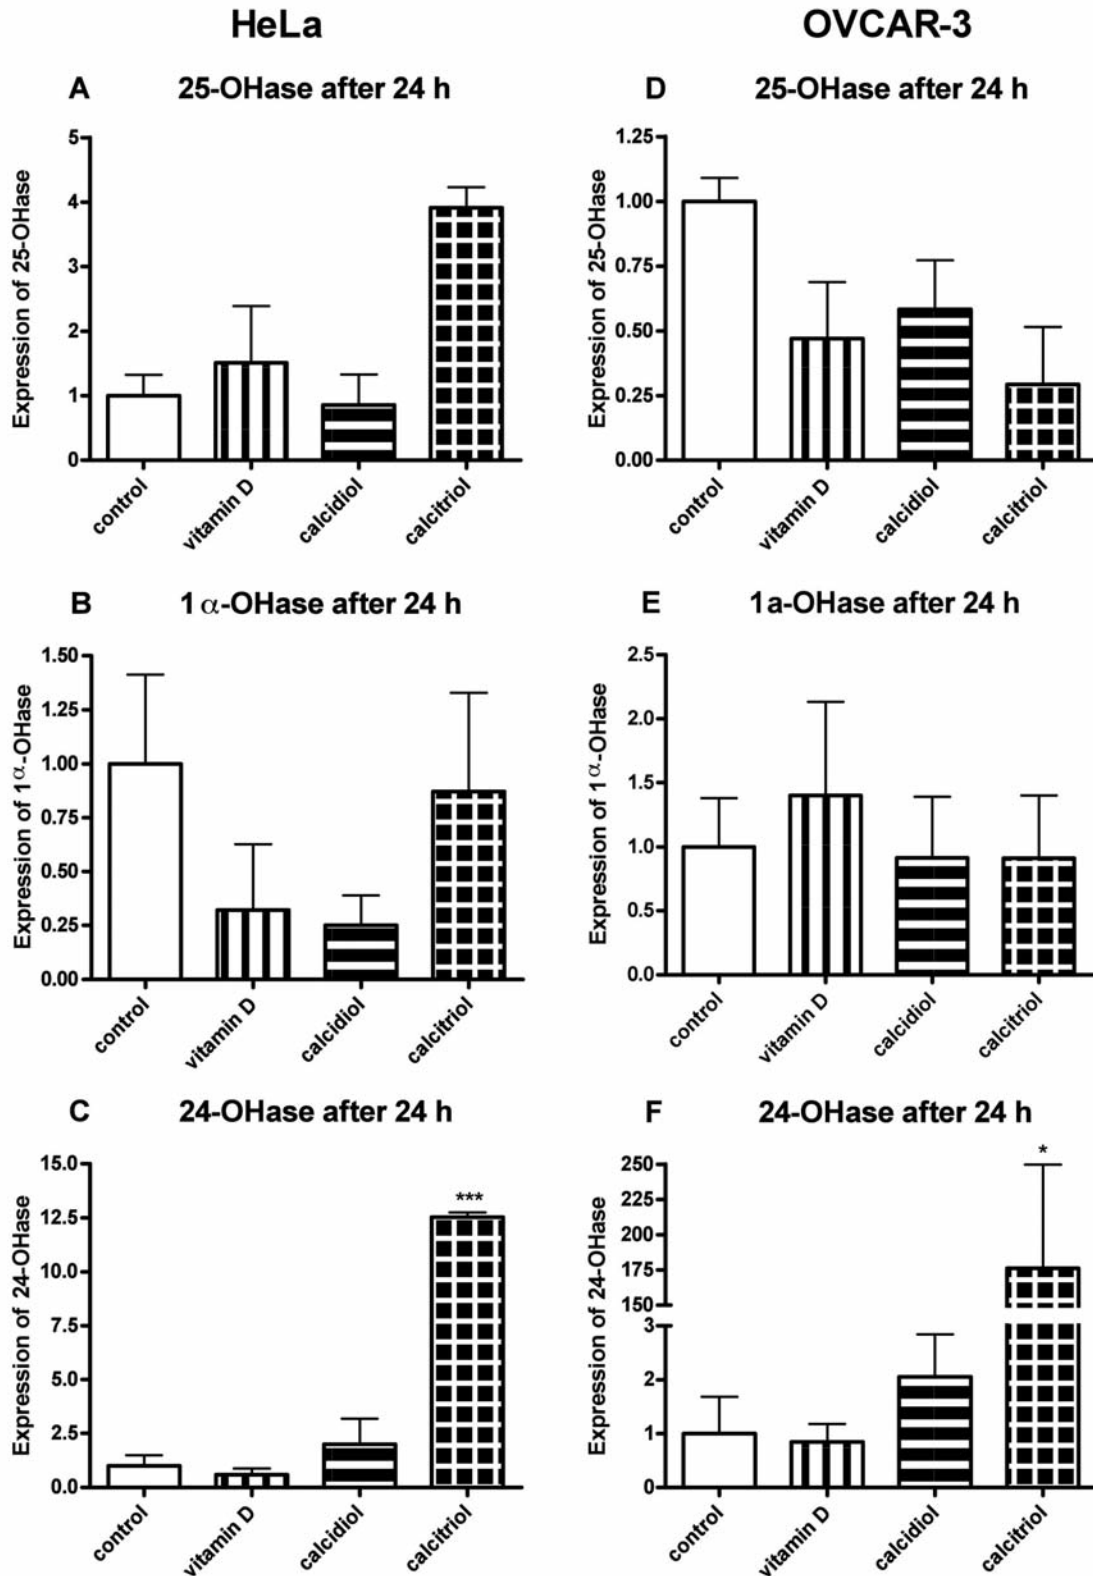 HeLa
OVCAR-3
A 25-OHase after 24 h
Expression of 25-OHase
5
4
3
2
1
0
control
vitamin D
calcidiol
calcitriol
D 25-OHase after 24 h
Expression of 25-OHase
1.25
1.00
0.75
0.50
0.25
0.00
control
vitamin D
calcidiol
calcitriol
B 1α-OHase after 24 h
Expression of 1α-OHase
1.50
1.25
1.00
0.75
0.50
0.25
0.00
control
vitamin D
calcidiol
calcitriol
E 1a-OHase after 24 h
Expression of 1α-OHase
2.5
2.0
1.5
1.0
0.5
0.0
control
vitamin D
calcidiol
calcitriol
C 24-OHase after 24 h
Expression of 24-OHase
15.0
12.5
10.0
7.5
5.0
2.5
0.0
***
control
vitamin D
calcidiol
calcitriol
F 24-OHase after 24 h
Expression of 24-OHase
250
225
200
175
150
3
2
1
0
*
control
vitamin D
calcidiol
calcitriol